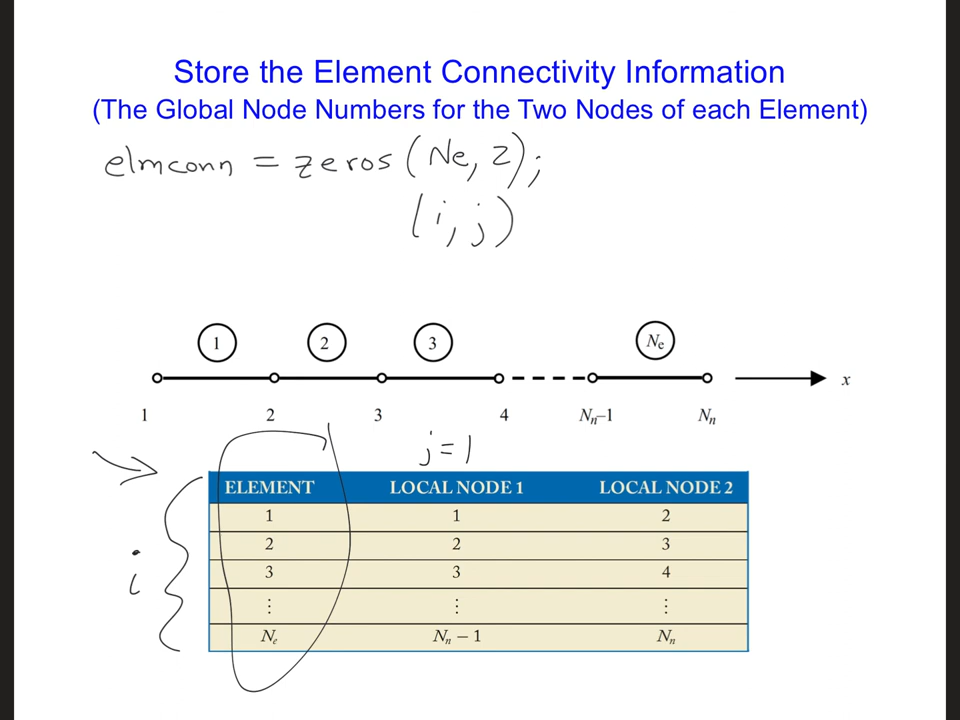 Store the Element Connectivity Information
(The Global Node Numbers for the Two Nodes of each Element)
elmconn = zeros (Ne, 2);
(i, j)
1 2 3 Ne
x
1 2 3 4 Nn–1 Nn
j = 1
ELEMENT LOCAL NODE 1 LOCAL NODE 2
1 1 2
2 2 3
i
3 3 4
⋮ ⋮ ⋮
Ne Nn − 1 Nn